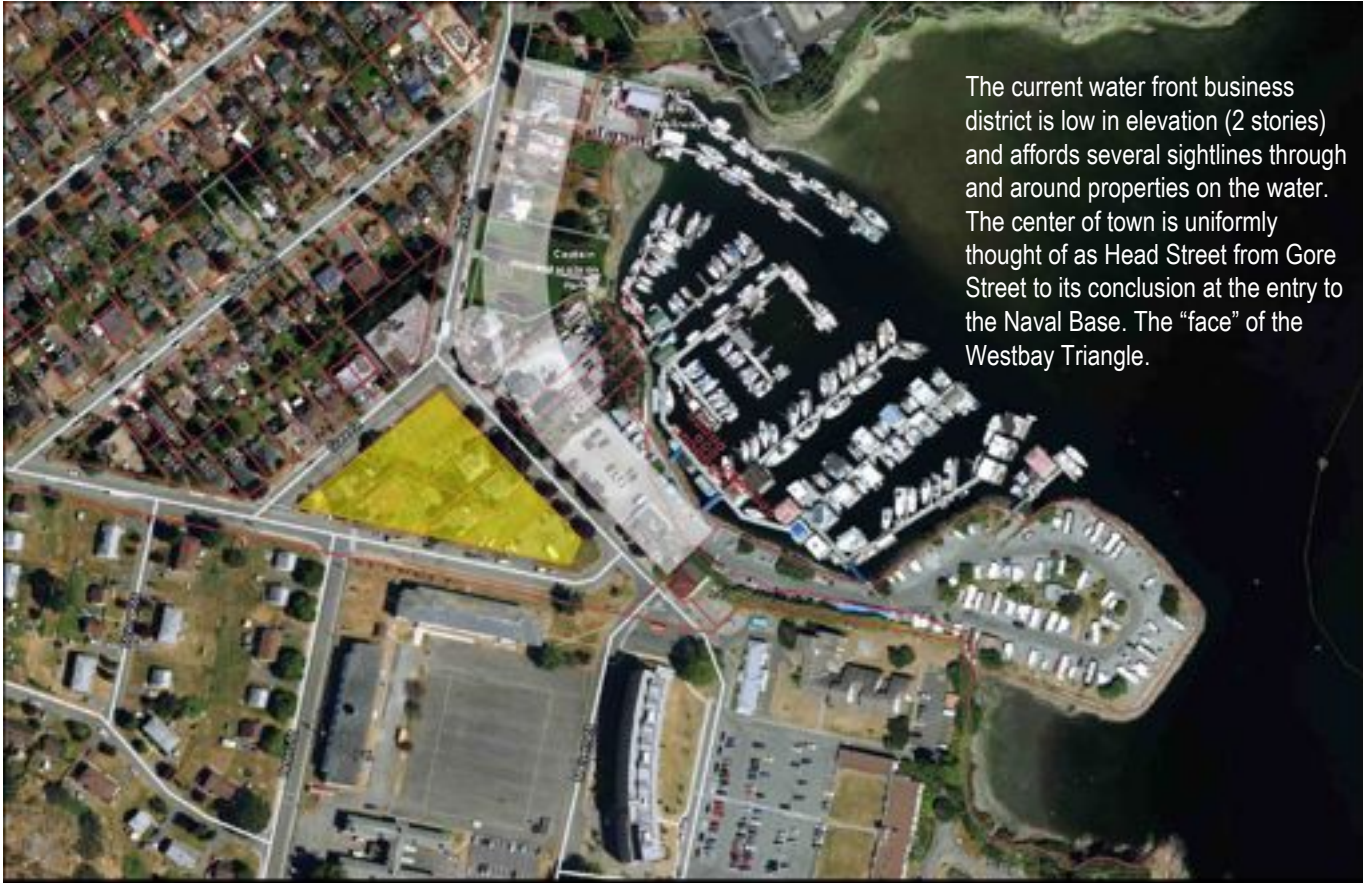 The current water front business
district is low in elevation (2 stories)
and affords several sightlines through
and around properties on the water.
The center of town is uniformly
thought of as Head Street from Gore
Street to its conclusion at the entry to
the Naval Base. The “face” of the
Westbay Triangle.